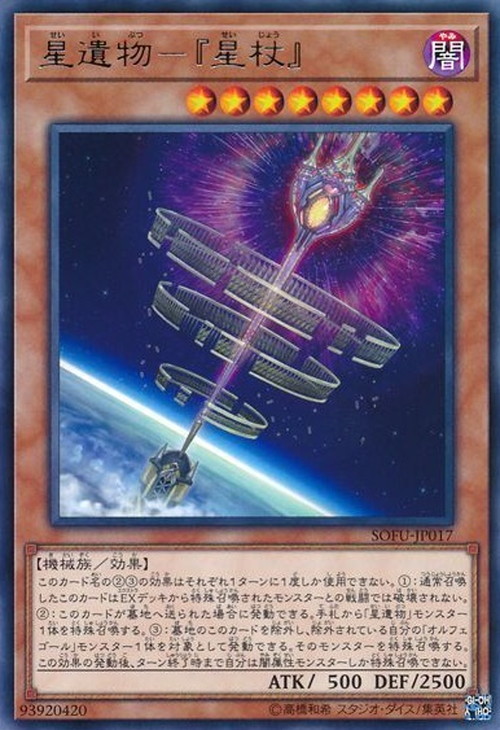 星遺物－『星杖』
闇
SOFU-JP017
【機械族／効果】
このカード名の②③の効果はそれぞれ1ターンに1度しか使用できない。①：通常召喚
したこのカードはEXデッキから特殊召喚されたモンスターとの戦闘では破壊されない。
②：このカードが墓地へ送られた場合に発動できる。手札から「星遺物」モンスター
1体を特殊召喚する。③：墓地のこのカードを除外し、除外されている自分の「オルフェ
ゴール」モンスター1体を対象として発動できる。そのモンスターを特殊召喚する。
この効果の発動後、ターン終了時まで自分は闇属性モンスターしか特殊召喚できない。
ATK/ 500 DEF/2500
93920420 ©高橋和希 スタジオ・ダイス/集英社